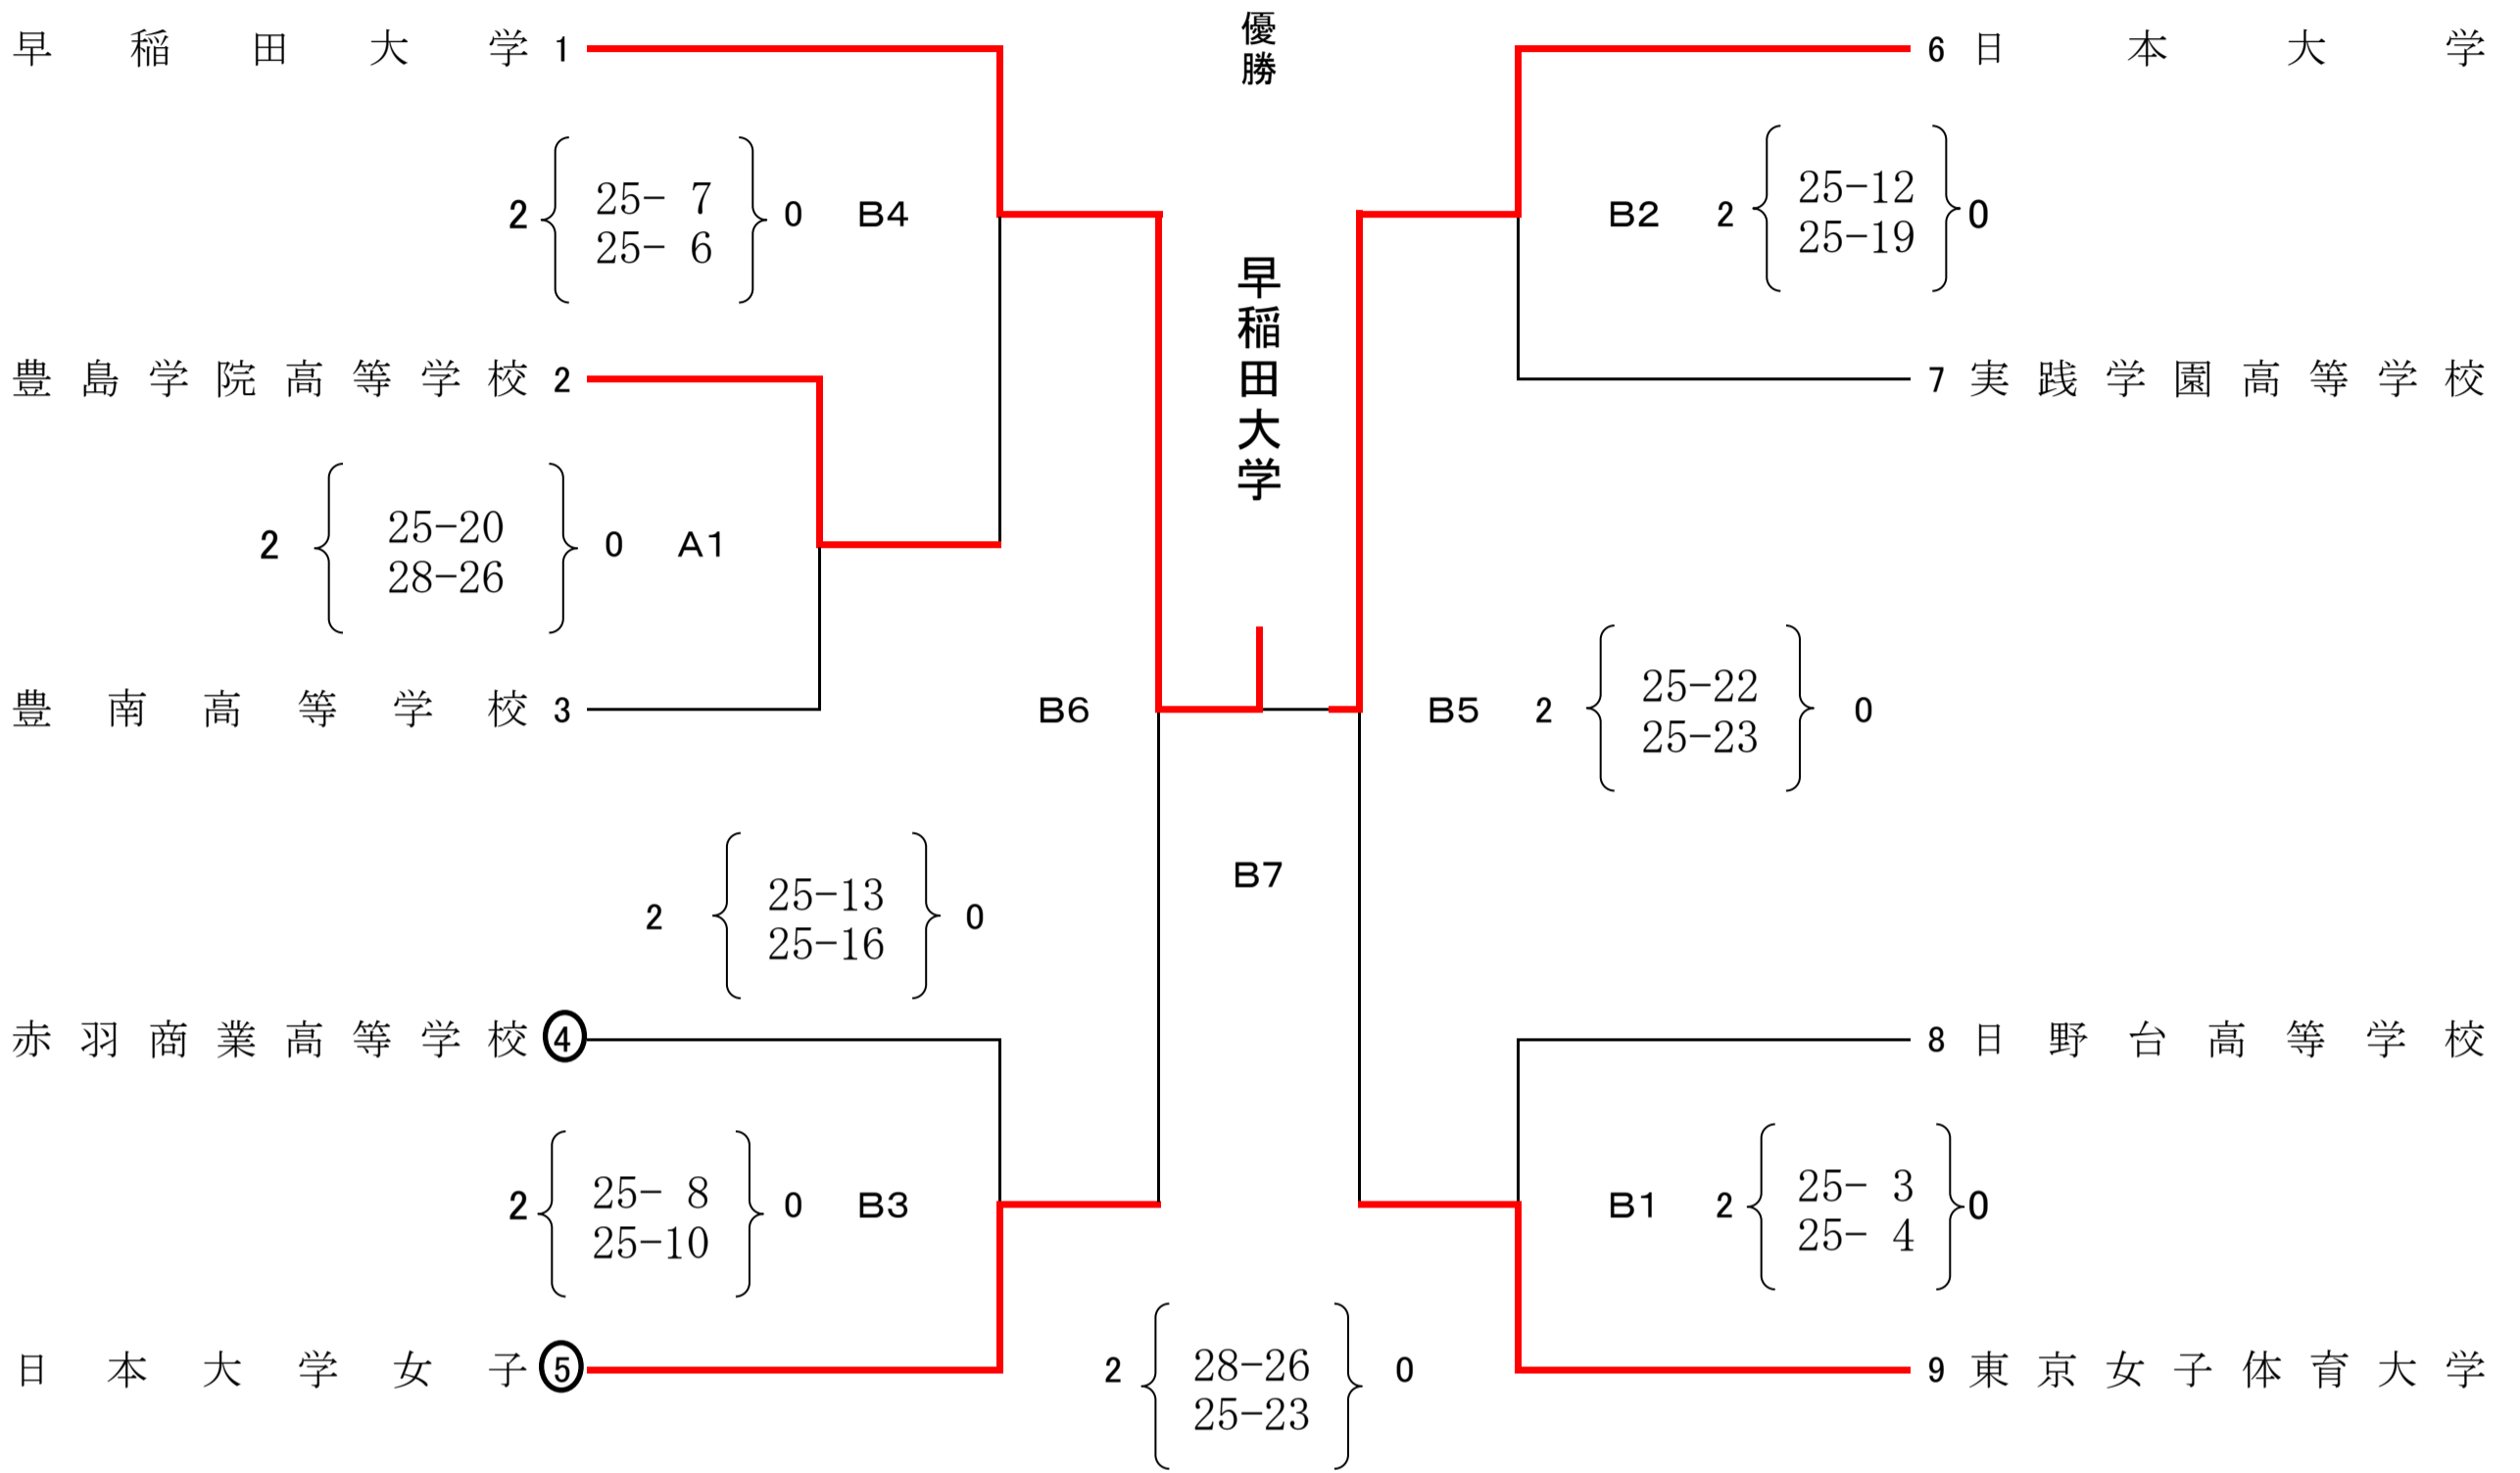 優勝
早稲田大学
早稲田大学 1
2 25- 7 0 B4
25- 6
豊島学院高等学校 2
2 25-20 0 A1
28-26
豊南高等学校 3
B6
2 25-13 0
25-16
赤羽商業高等学校 ④
2 25- 8 0 B3
25-10
日本大学女子 ⑤
B7
2 28-26 0
25-23
6 日本大学
B2 2 25-12 0
25-19
7 実践学園高等学校
B5 2 25-22 0
25-23
8 日野台高等学校
B1 2 25- 3 0
25- 4
9 東京女子体育大学